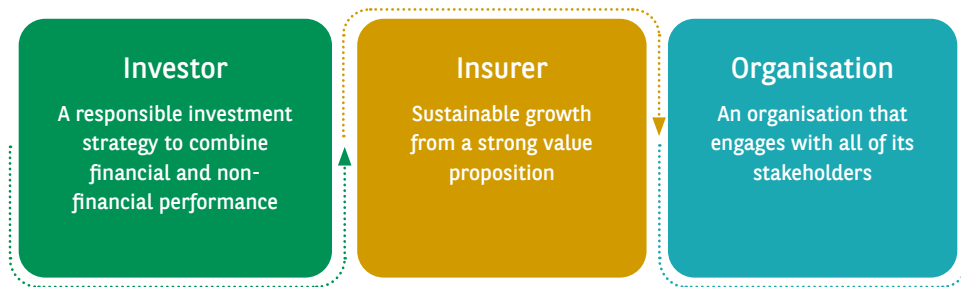 Investor
A responsible investment
strategy to combine
financial and non-
financial performance
Insurer
Sustainable growth
from a strong value
proposition
Organisation
An organisation that
engages with all of its
stakeholders